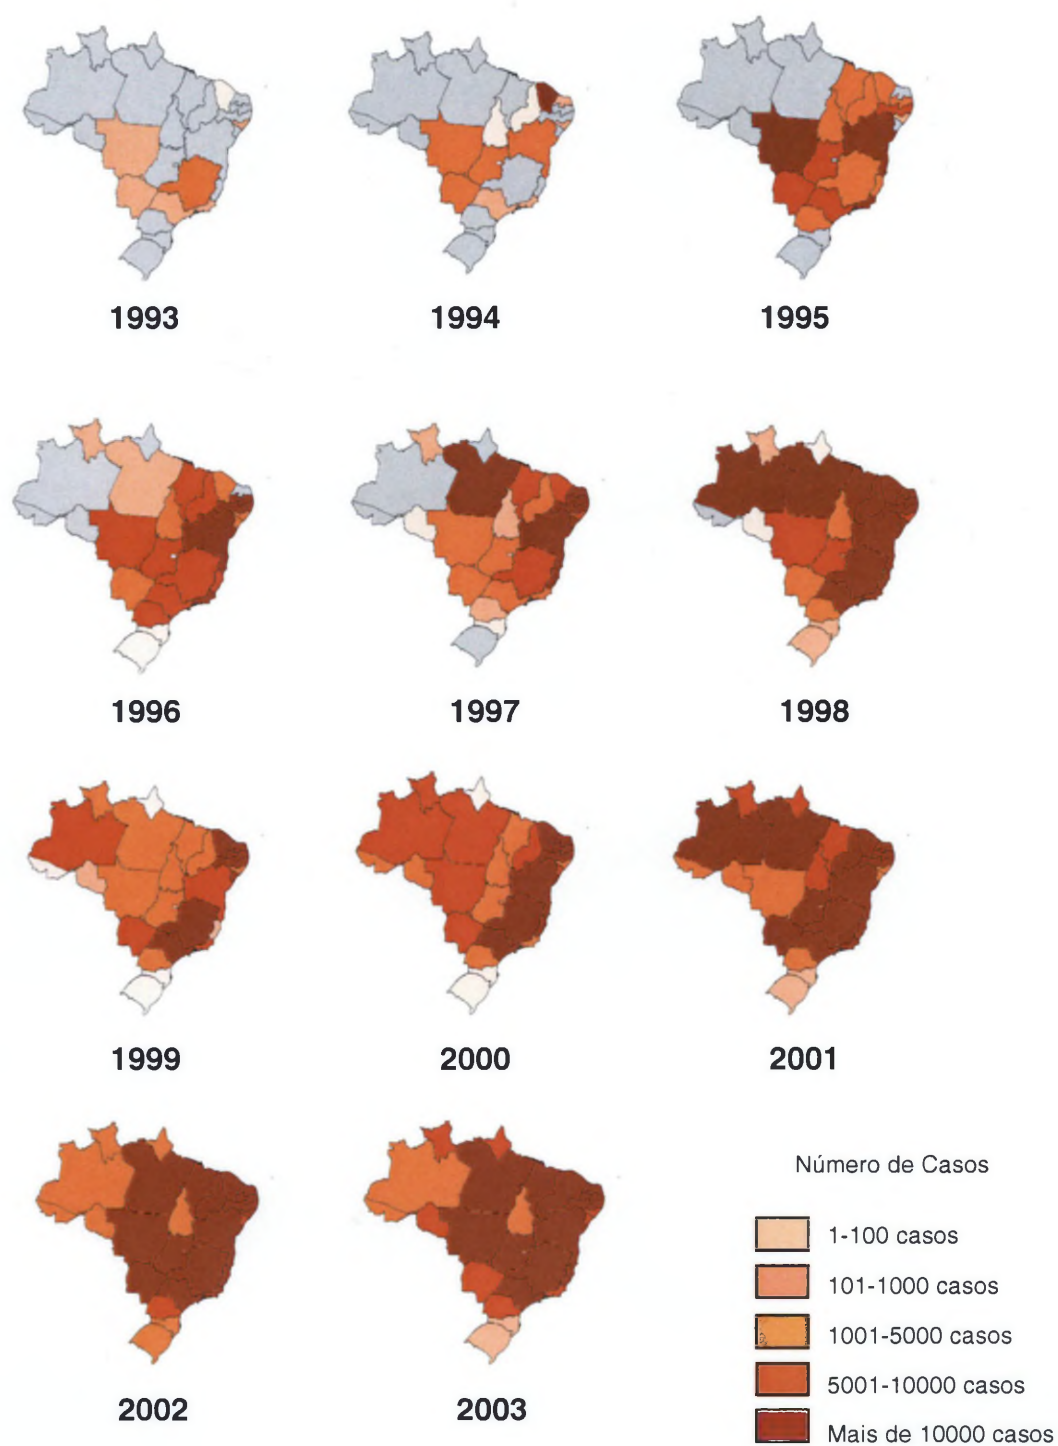 1993
1994
1995
1996
1997
1998
1999
2000
2001
2002
2003
Número de Casos
1-100 casos
101-1000 casos
1001-5000 casos
5001-10000 casos
Mais de 10000 casos